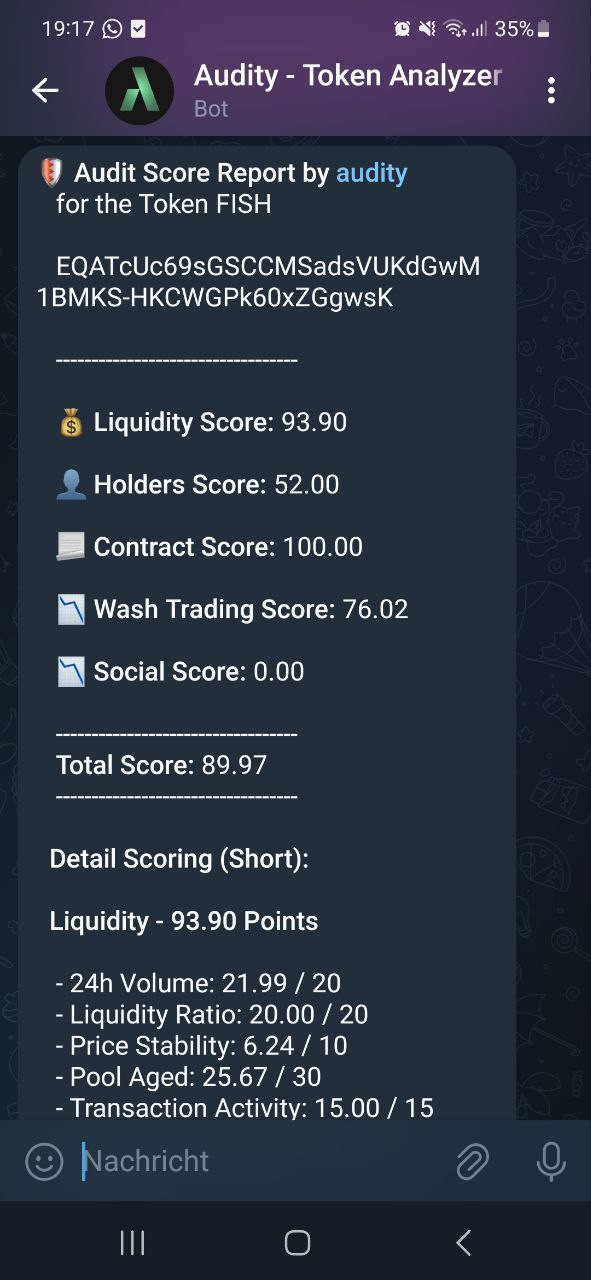 19:17
35%
Audity - Token Analyzer
Bot
Audit Score Report by audity
for the Token FISH
EQATcUc69sGSCCMSadsVUKdGwM
1BMKS-HKCWGPk60xZGgwsK
----------------------------------
Liquidity Score: 93.90
Holders Score: 52.00
Contract Score: 100.00
Wash Trading Score: 76.02
Social Score: 0.00
----------------------------------
Total Score: 89.97
----------------------------------
Detail Scoring (Short):
Liquidity - 93.90 Points
- 24h Volume: 21.99 / 20
- Liquidity Ratio: 20.00 / 20
- Price Stability: 6.24 / 10
- Pool Aged: 25.67 / 30
- Transaction Activity: 15.00 / 15
Nachricht